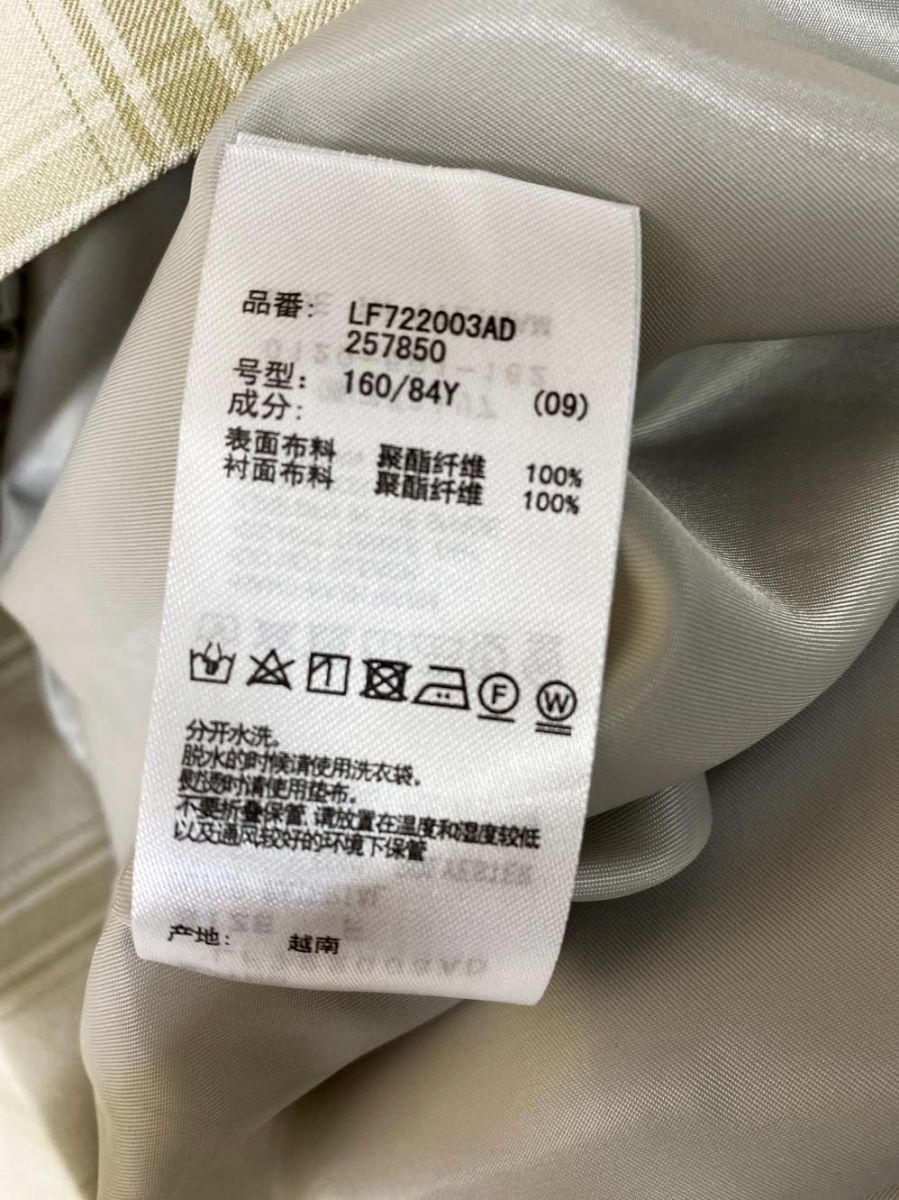 品番: LF722003AD
257850
号型: 160/84Y (09)
成分:
表面布料 聚酯纤维 100%
衬面布料 聚酯纤维 100%
F W
分开水洗。
脱水的时候请使用洗衣袋。
熨烫时请使用垫布。
不要折叠保管，请放置在温度和湿度较低
以及通风较好的环境下保管
产地: 越南